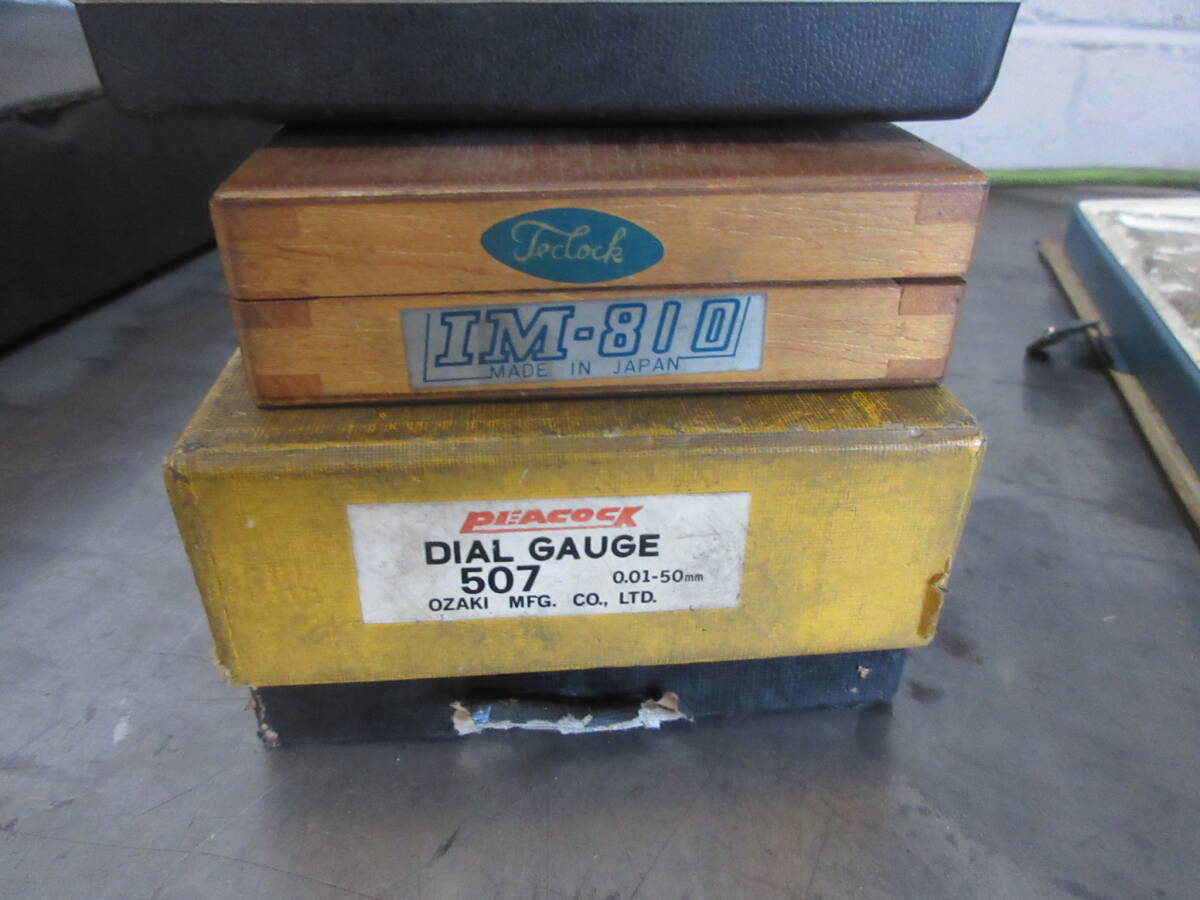 Teclock
IM-810
MADE IN JAPAN
PEACOCK
DIAL GAUGE
507 0.01-50mm
OZAKI MFG. CO., LTD.